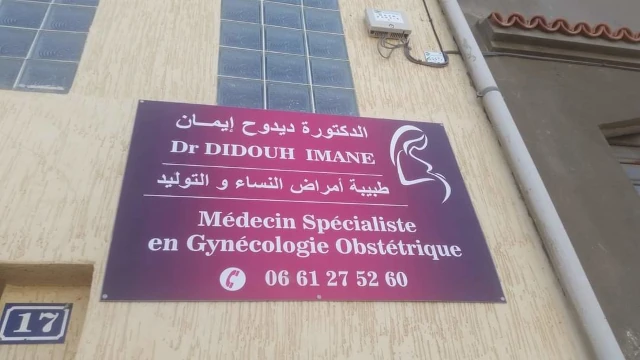 الدكتورة ديدوح إيمـان
Dr DIDOUH IMANE
طبيبة أمراض النساء و التوليد
Médecin Spécialiste
en Gynécologie Obstétrique
06 61 27 52 60
17